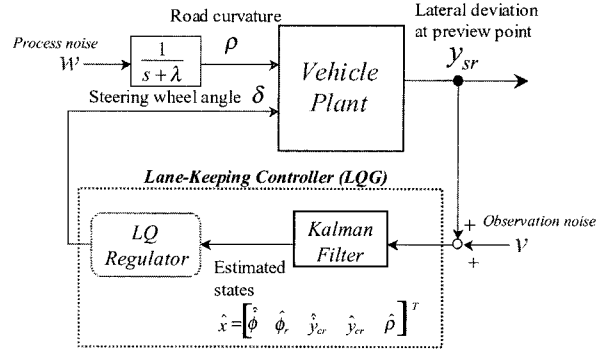 Road curvature
Lateral deviation
at preview point
Process noise
w
1
s + λ
ρ
Vehicle
Plant
y_sr
Steering wheel angle δ
Lane-Keeping Controller (LQG)
LQ
Regulator
Kalman
Filter
+
Observation noise
v
+
Estimated
states
x̂ = [ φ̂̇ φ̂_r ŷ̇_cr ŷ_cr ρ̂ ]^T